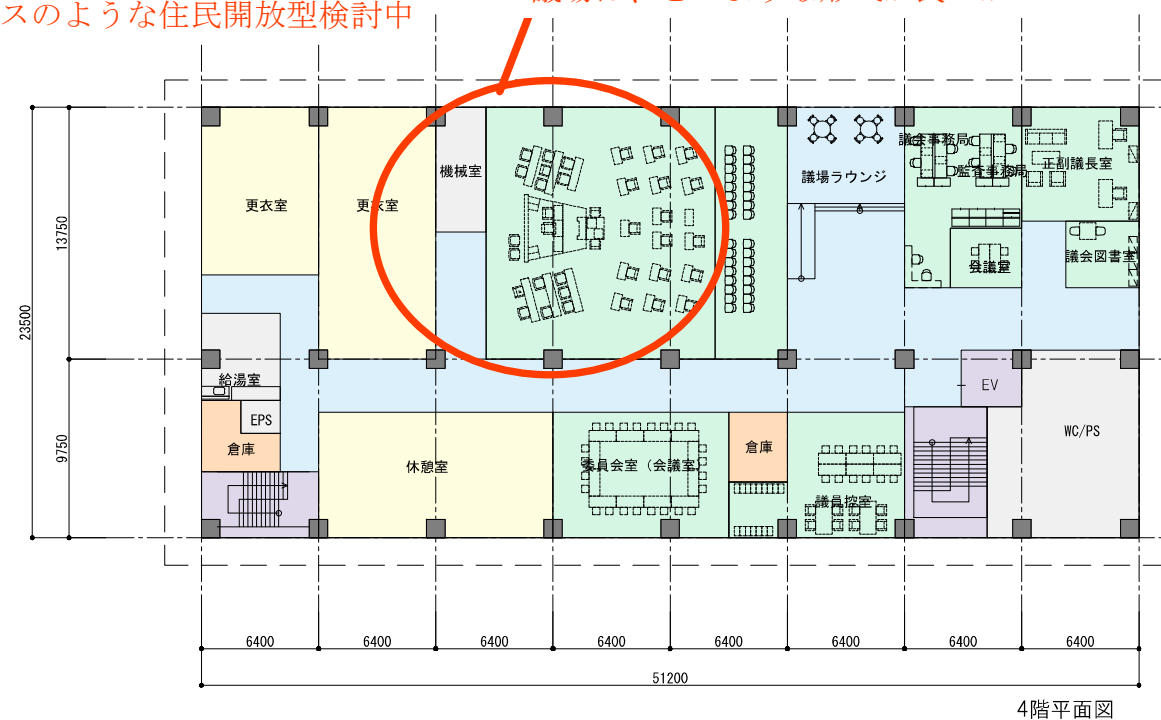 スのような住民開放型検討中
機械室
議会事務局
監査事務局
正副議長室
議場ラウンジ
更衣室
更衣室
会議室
議会図書室
13750
23500
給湯室
EPS
倉庫
9750
休憩室
委員会室（会議室）
倉庫
議員控室
EV
WC/PS
6400
6400
6400
6400
6400
6400
6400
6400
51200
4階平面図